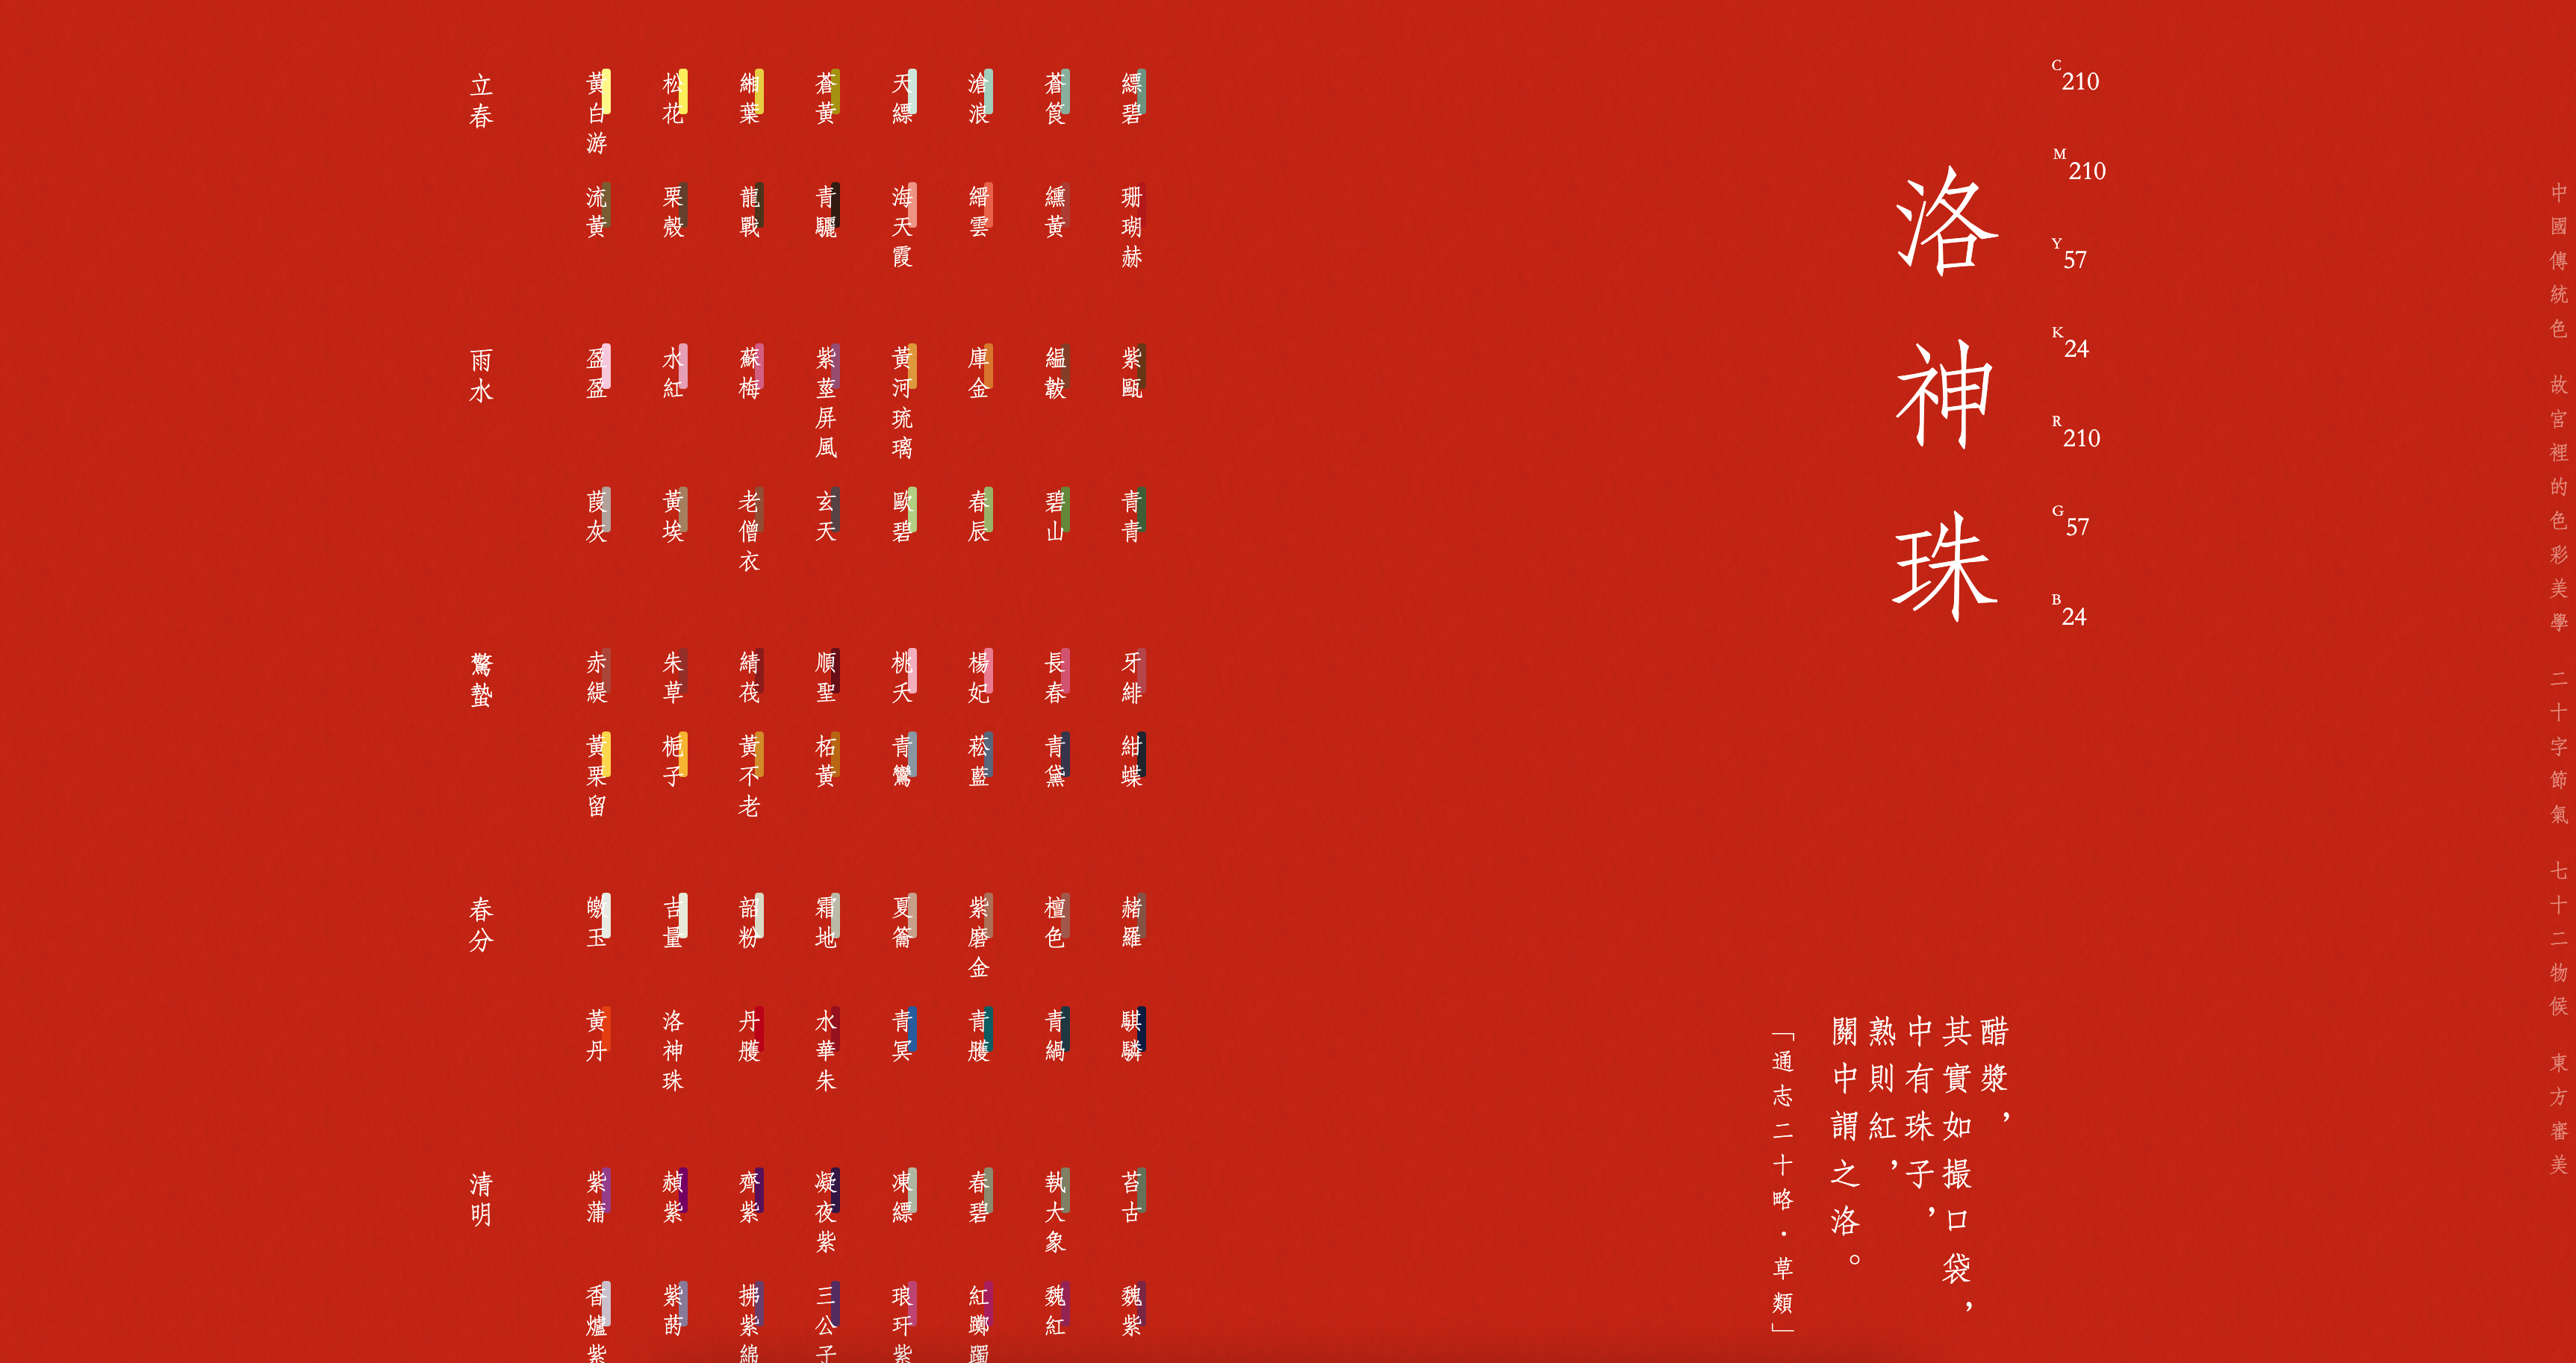 立春
黃白游
松花
緗葉
蒼黃
天縹
滄浪
蒼筤
縹碧
流黃
栗殼
龍戰
青驪
海天霞
縉雲
纁黃
珊瑚赫
雨水
盈盈
水紅
蘇梅
紫莖屏風
黃河琉璃
庫金
縕韍
紫甌
葭灰
黃埃
老僧衣
玄天
歐碧
春辰
碧山
青青
驚蟄
赤緹
朱草
綪茷
順聖
桃夭
楊妃
長春
牙緋
黃栗留
梔子
黃不老
柘黃
青鸞
菘藍
青黛
紺蝶
春分
皦玉
吉量
韶粉
霜地
夏籥
紫磨金
檀色
赭羅
黃丹
洛神珠
丹雘
水華朱
青冥
青雘
青緺
騏驎
清明
紫蒲
赬紫
齊紫
凝夜紫
凍縹
春碧
執大象
苔古
香爐紫
紫菂
拂紫綿
三公子
琅玕紫
紅躑躅
魏紅
魏紫
洛神珠
C 210
M 210
Y 57
K 24
R 210
G 57
B 24
醋漿，
其實如撮口袋，
中有珠子，
熟則紅，
關中謂之洛。
「通志二十略・草類」
中國傳統色 故宮裡的色彩美學 二十字節氣 七十二物候 東方審美